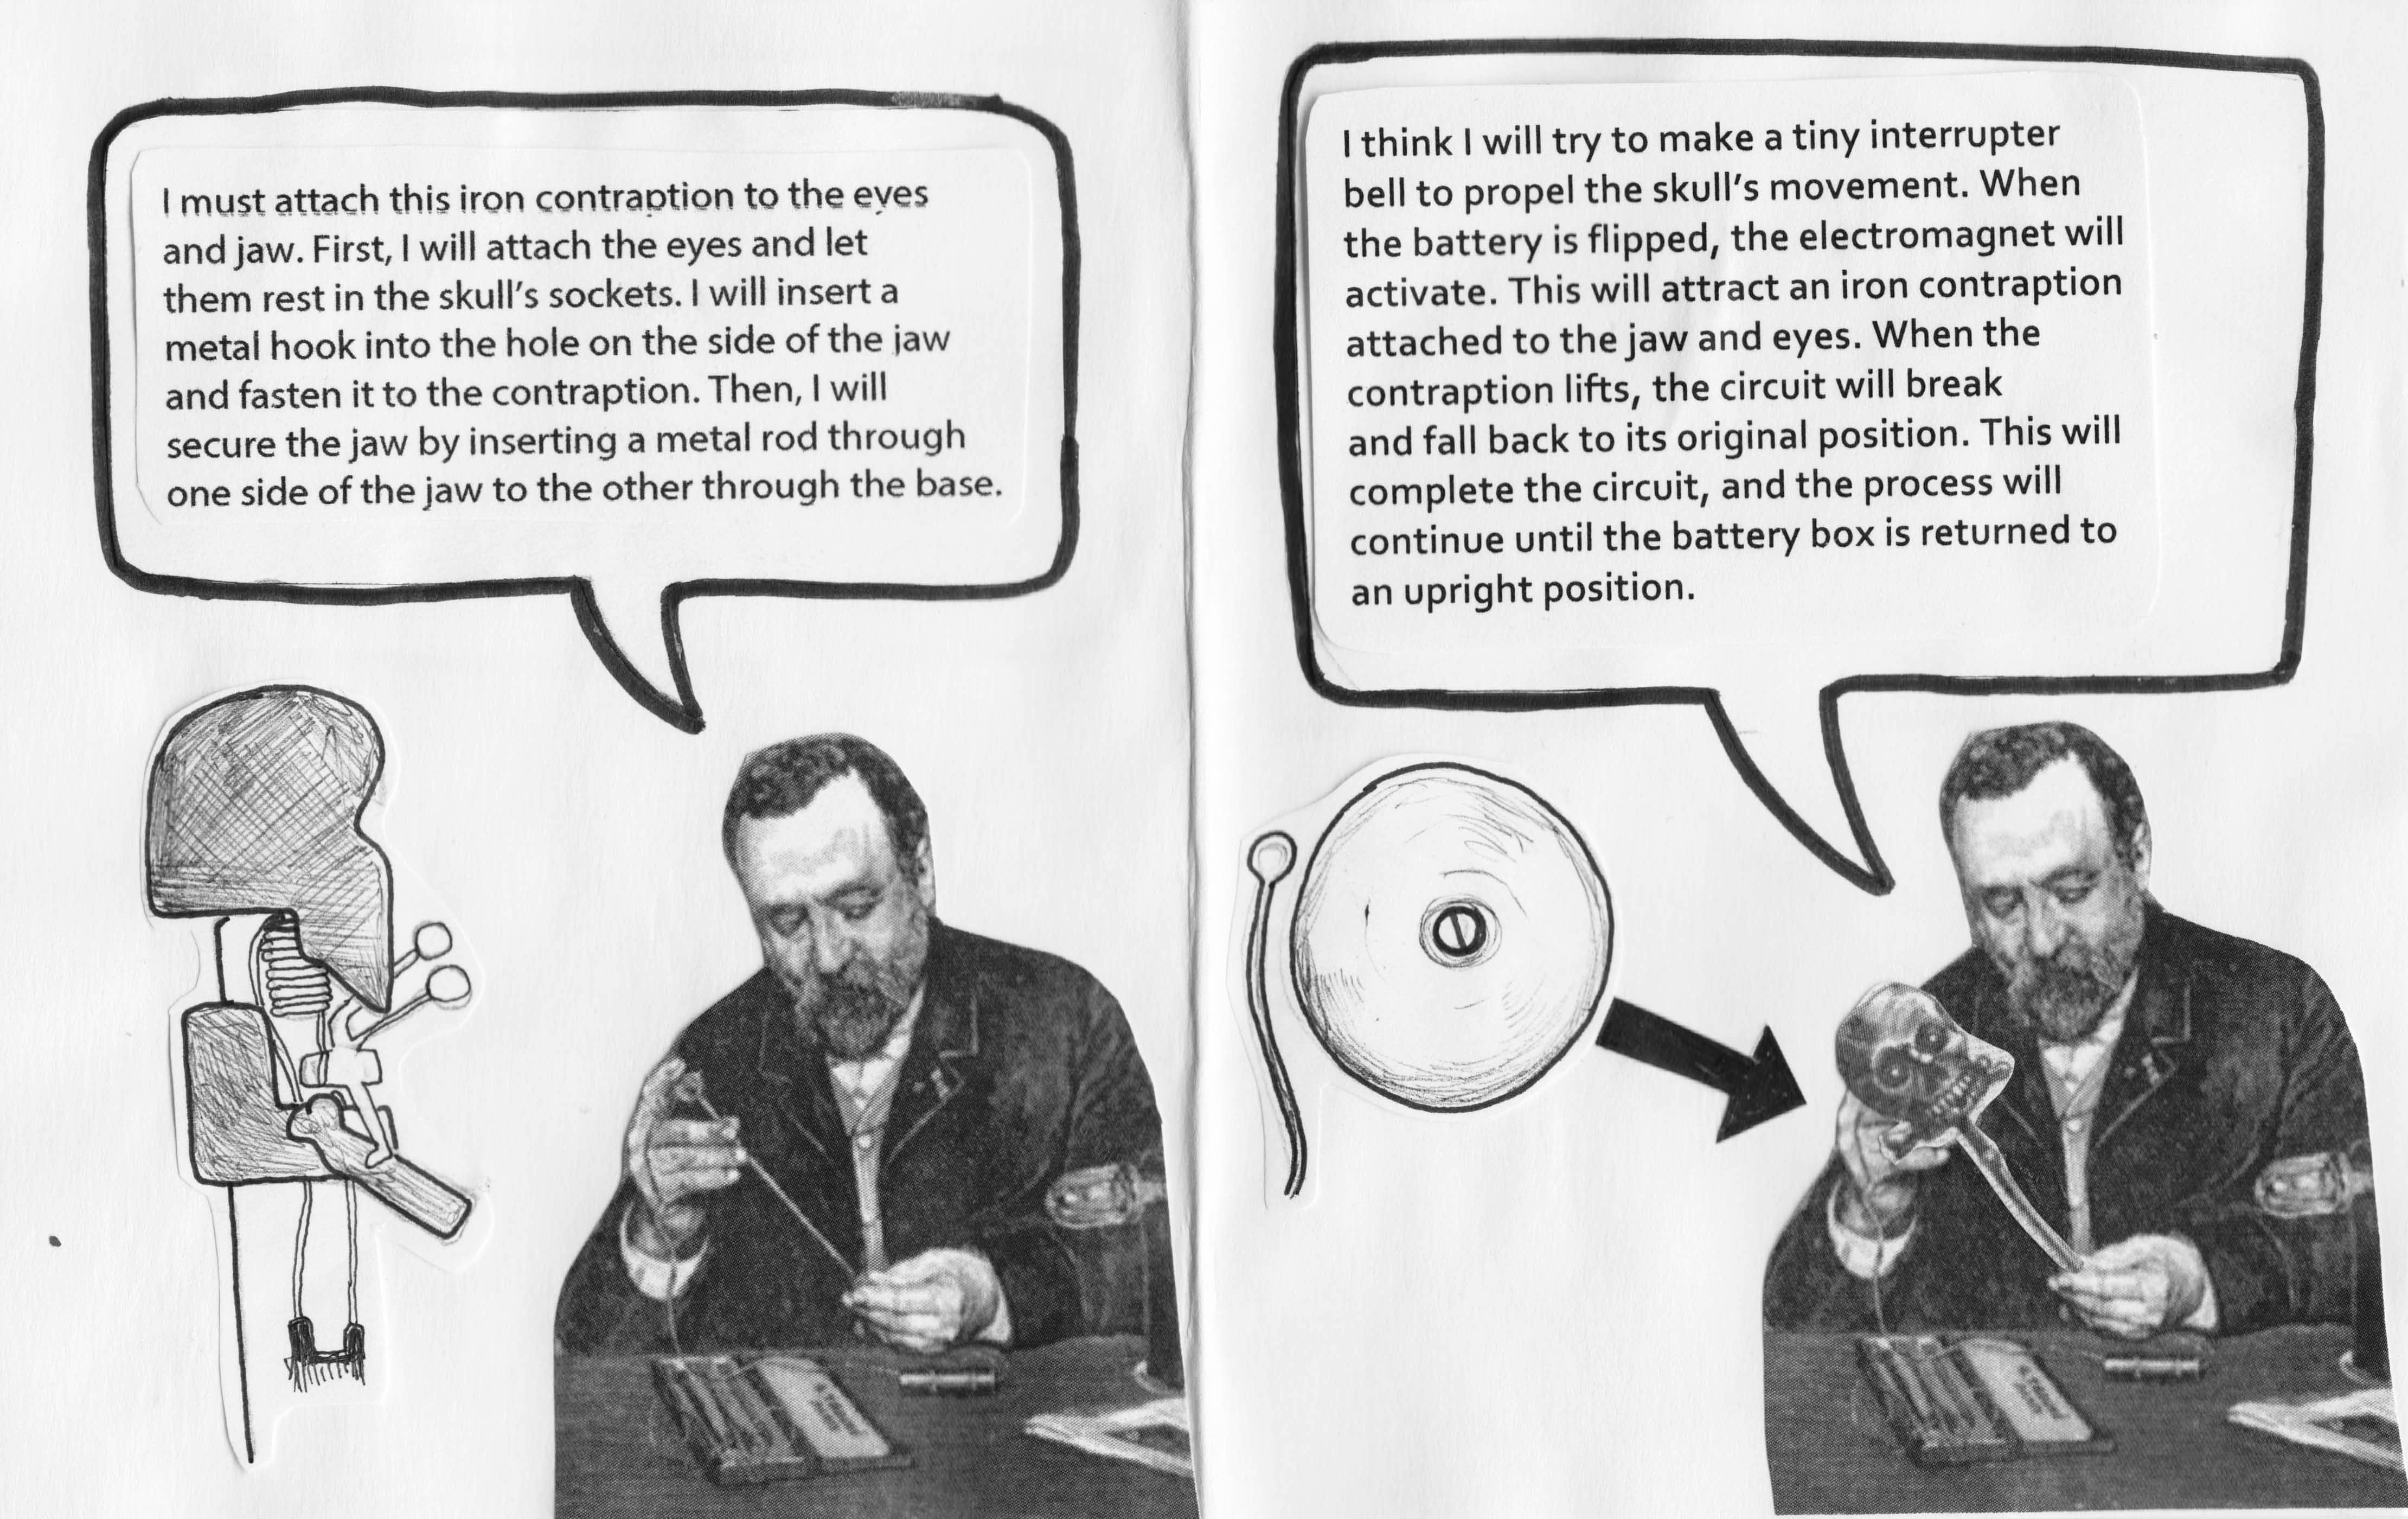 I must attach this iron contraption to the eyes
and jaw. First, I will attach the eyes and let
them rest in the skull's sockets. I will insert a
metal hook into the hole on the side of the jaw
and fasten it to the contraption. Then, I will
secure the jaw by inserting a metal rod through
one side of the jaw to the other through the base.
I think I will try to make a tiny interrupter
bell to propel the skull's movement. When
the battery is flipped, the electromagnet will
activate. This will attract an iron contraption
attached to the jaw and eyes. When the
contraption lifts, the circuit will break
and fall back to its original position. This will
complete the circuit, and the process will
continue until the battery box is returned to
an upright position.